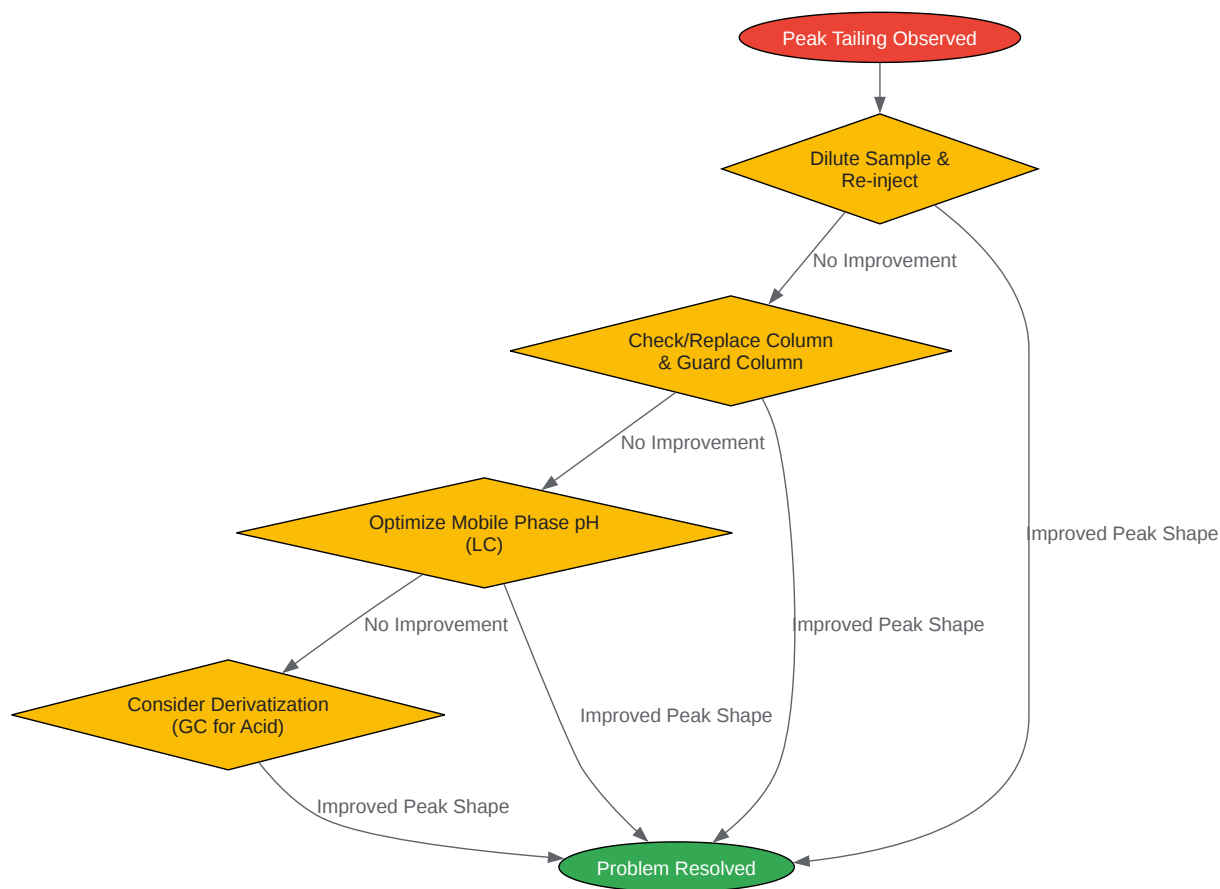 Peak Tailing Observed
Dilute Sample &
Re-inject
No Improvement
Check/Replace Column
& Guard Column
No Improvement
Improved Peak Shape
Optimize Mobile Phase pH
(LC)
No Improvement
Improved Peak Shape
Consider Derivatization
(GC for Acid)
Improved Peak Shape
Improved Peak Shape
Problem Resolved